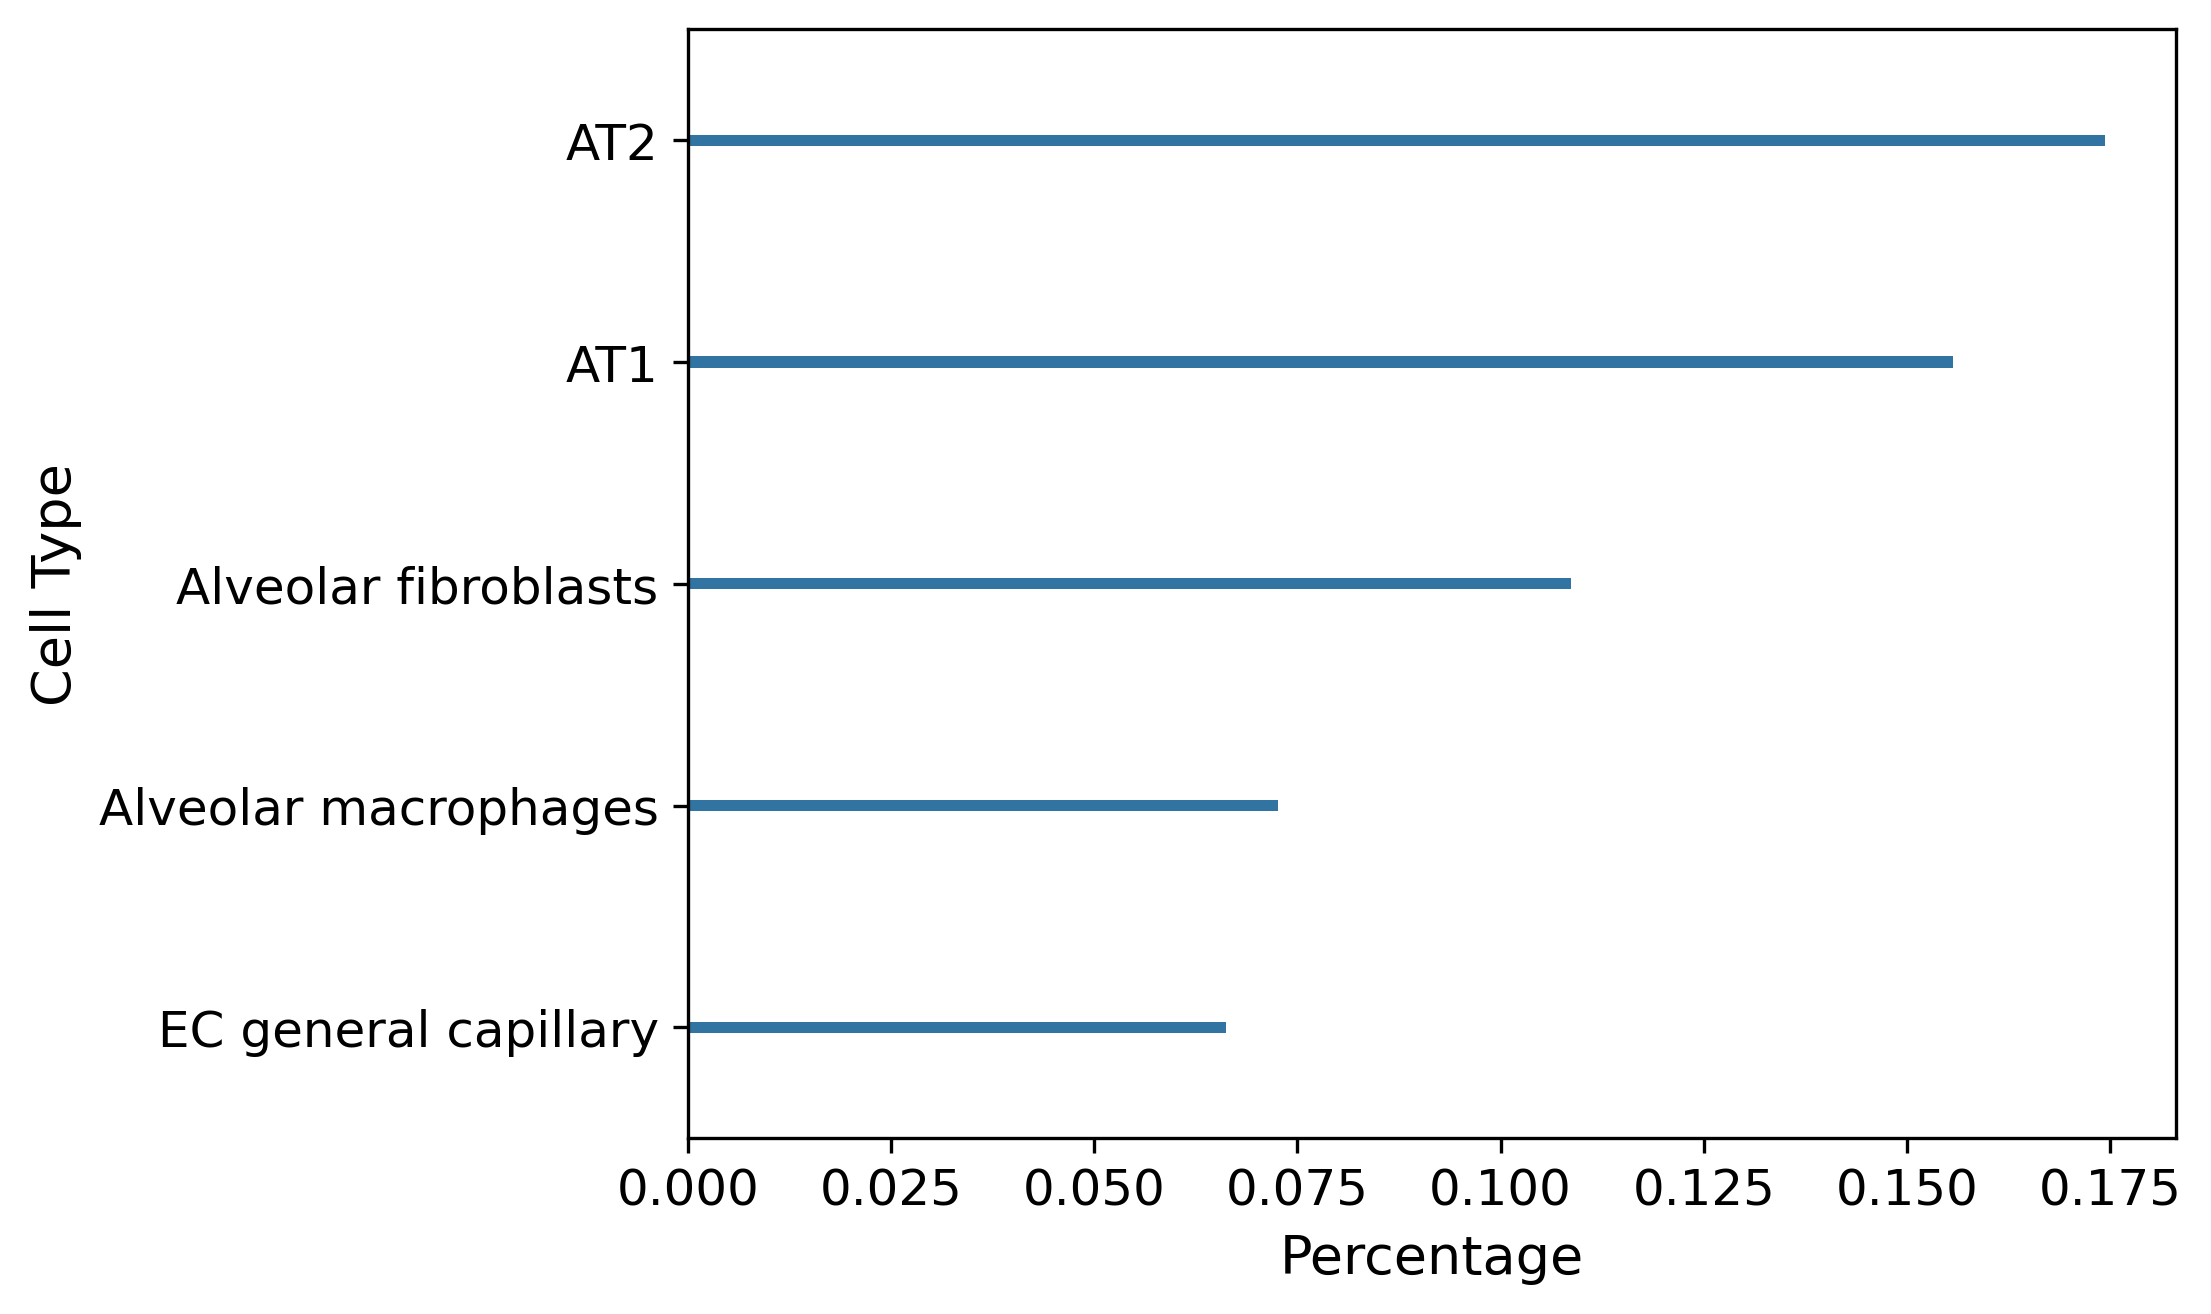 AT2
AT1
Alveolar fibroblasts
Alveolar macrophages
EC general capillary
Cell Type
0.000 0.025 0.050 0.075 0.100 0.125 0.150 0.175
Percentage